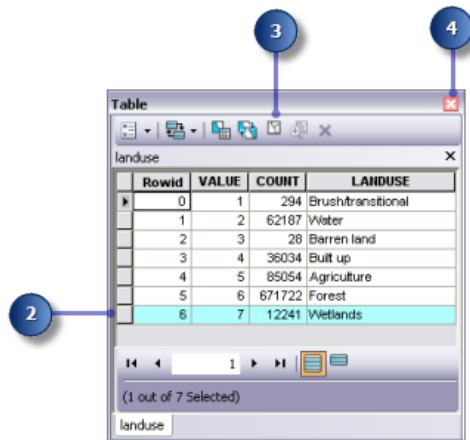 3
4
Table
landuse
Rowid VALUE COUNT LANDUSE
0 1 294 Brush/transitional
1 2 62187 Water
2 3 28 Barren land
3 4 36034 Built up
4 5 85054 Agriculture
5 6 671722 Forest
2
6 7 12241 Wetlands
1
(1 out of 7 Selected)
landuse